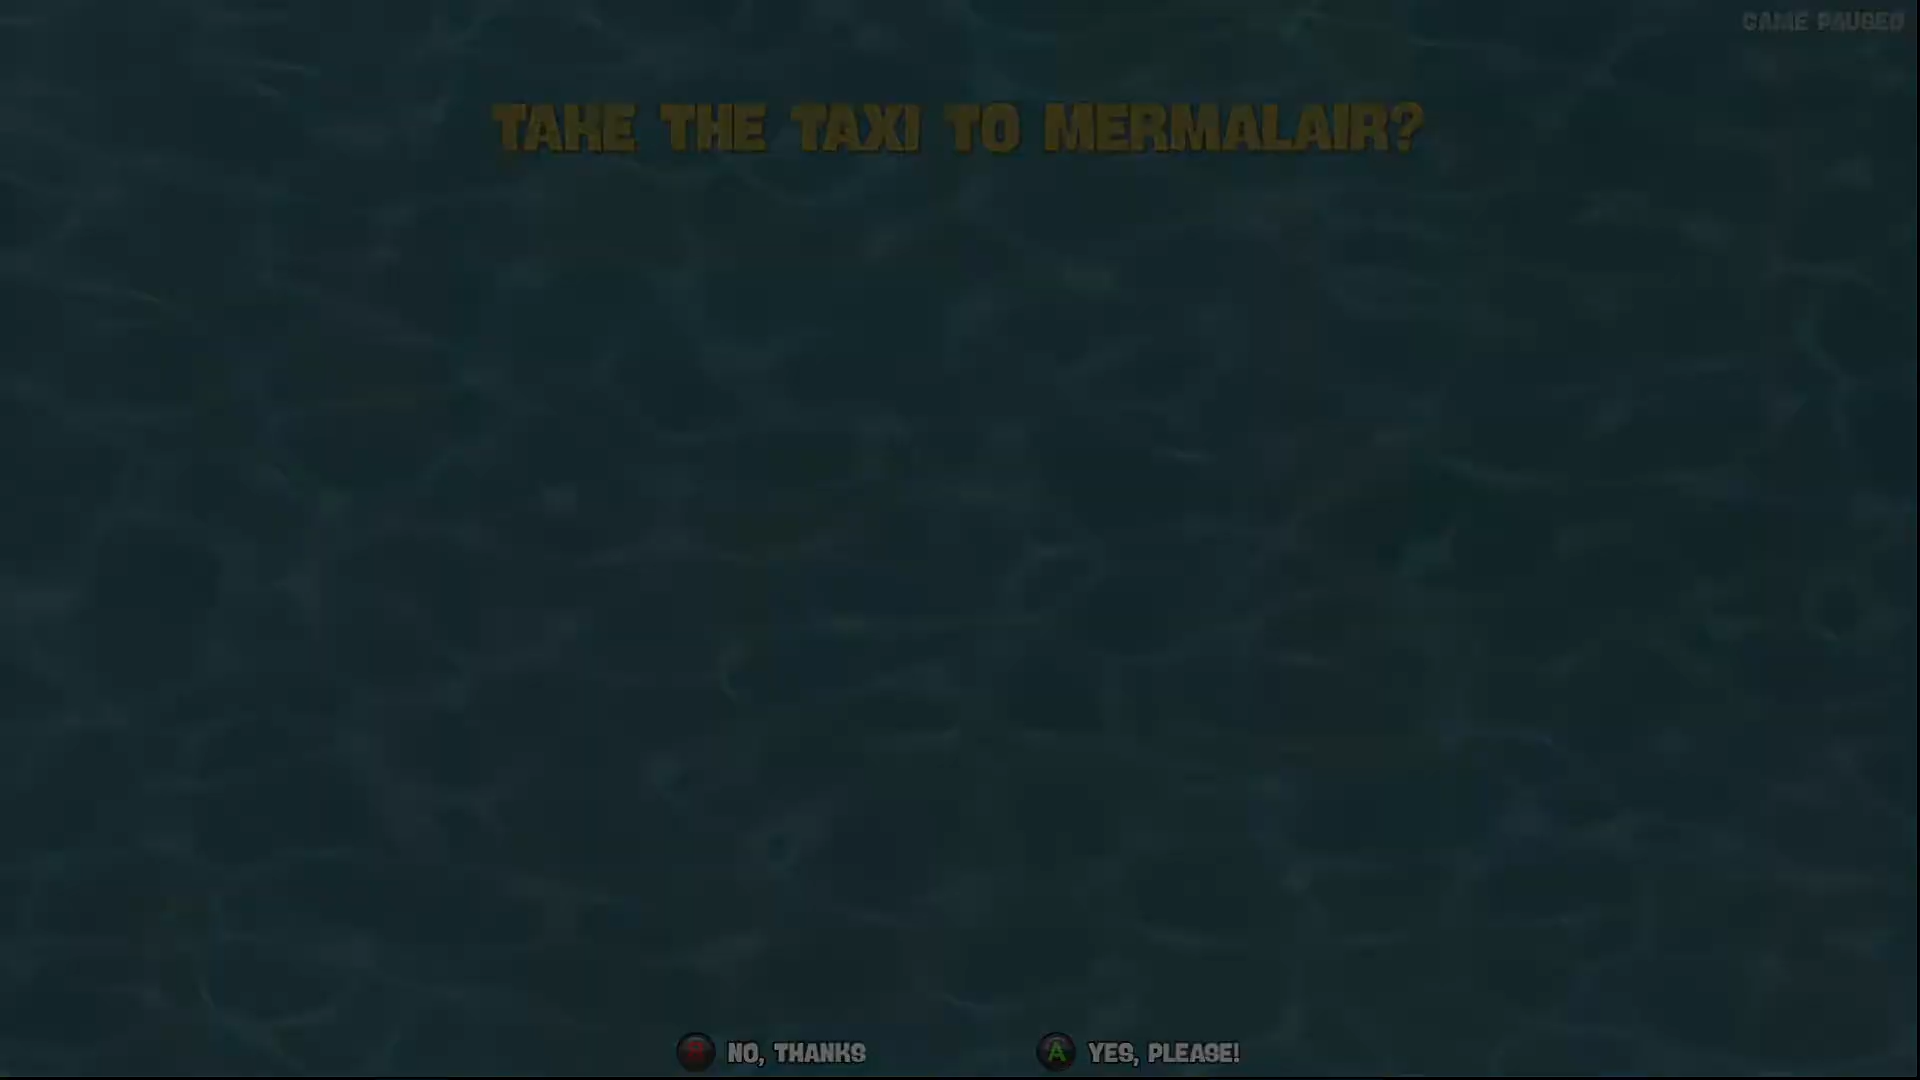 GAME PAUSED
TAKE THE TAXI TO MERMALAIR?
B NO, THANKS
A YES, PLEASE!